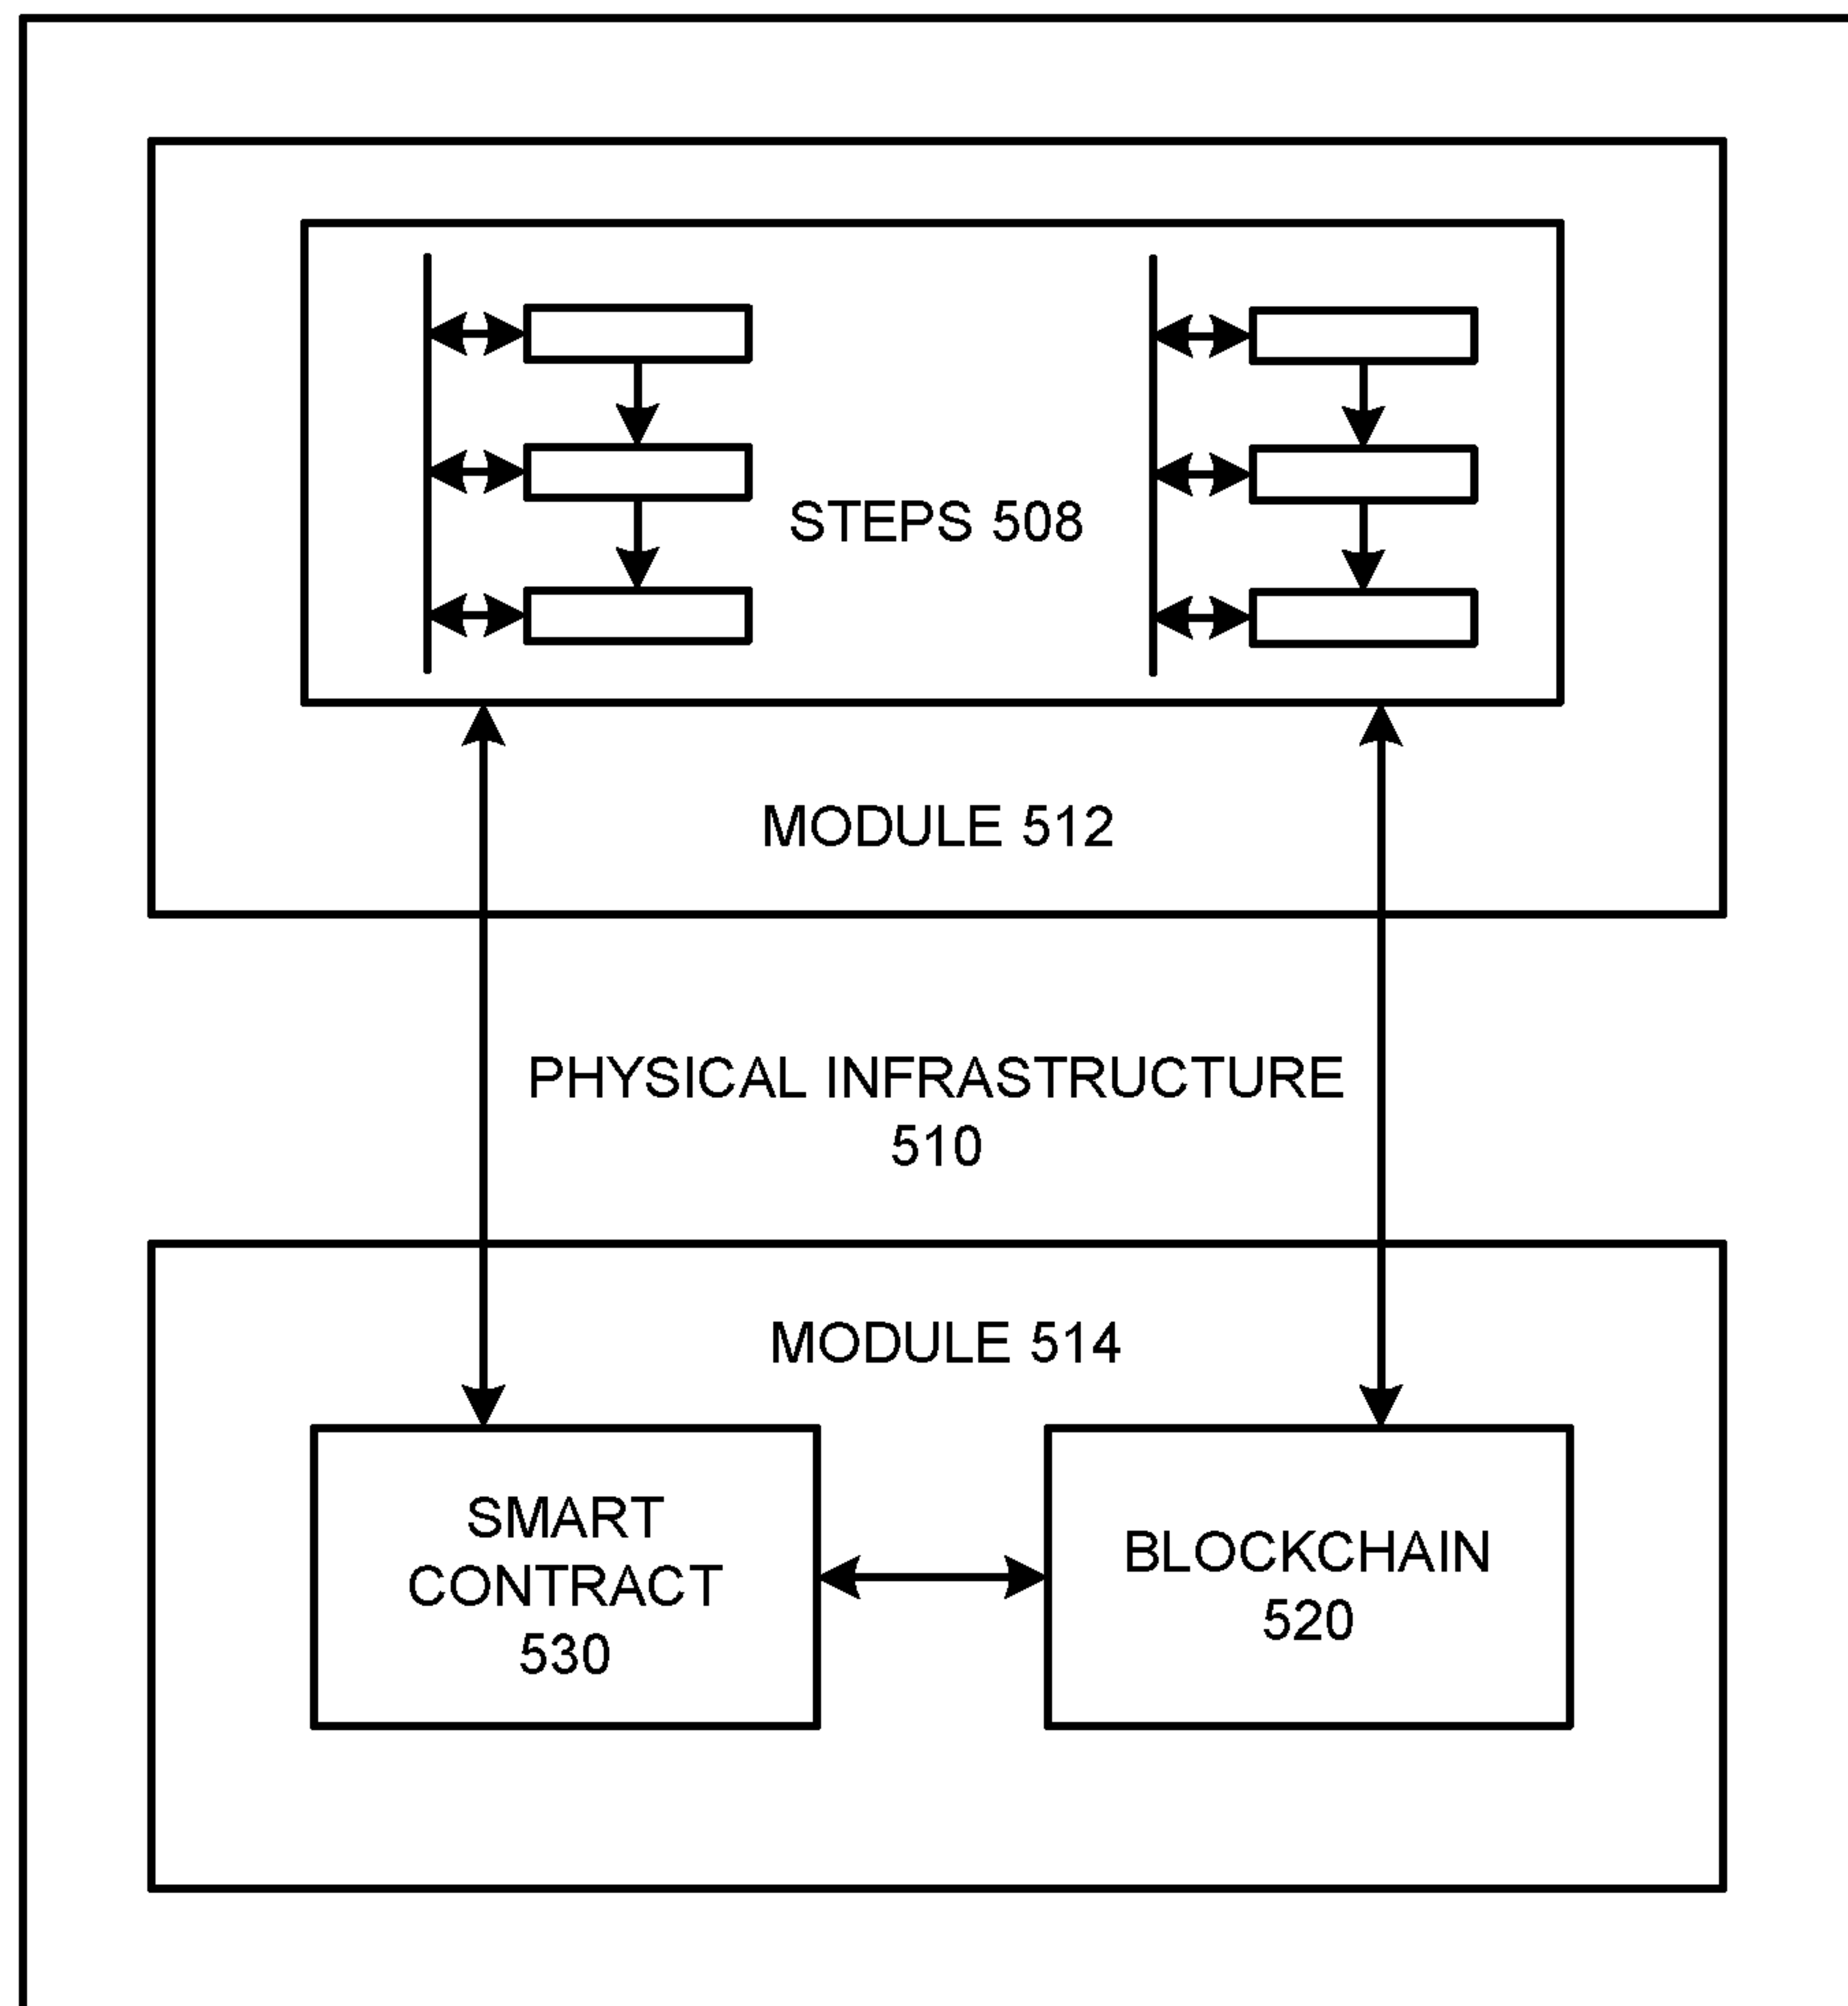 STEPS 508
MODULE 512
PHYSICAL INFRASTRUCTURE
510
MODULE 514
SMART
CONTRACT
530
BLOCKCHAIN
520